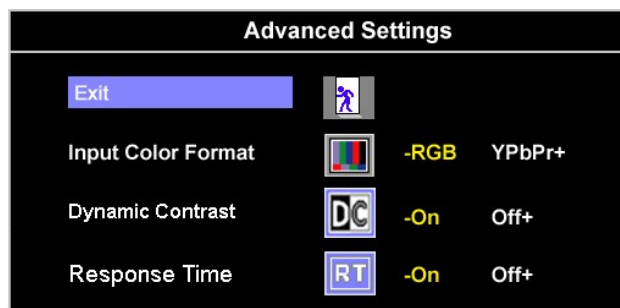 Advanced Settings
Exit
Input Color Format -RGB YPbPr+
Dynamic Contrast DC -On Off+
Response Time RT -On Off+